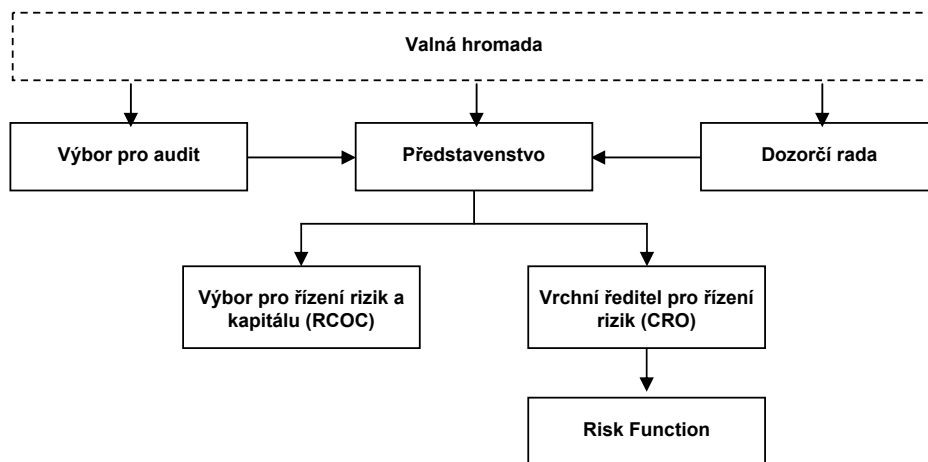 Valná hromada
Výbor pro audit
Představenstvo
Dozorčí rada
Výbor pro řízení rizik a
kapitálu (RCOC)
Vrchní ředitel pro řízení
rizik (CRO)
Risk Function